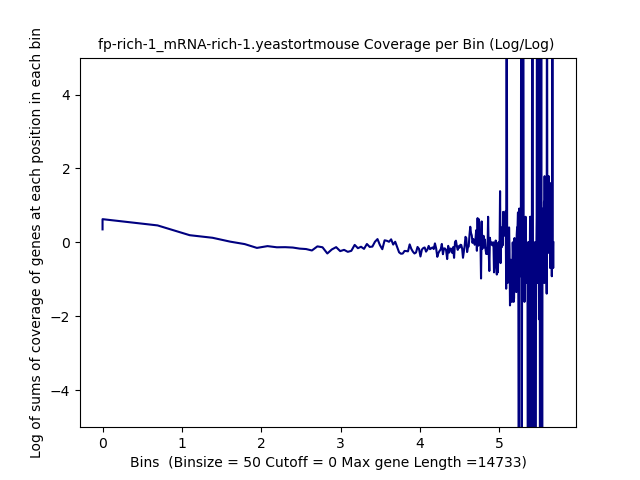 fp-rich-1_mRNA-rich-1.yeastortmouse Coverage per Bin (Log/Log)
Log of sums of coverage of genes at each position in each bin
4
2
0
−2
−4
0 1 2 3 4 5
Bins  (Binsize = 50 Cutoff = 0 Max gene Length =14733)